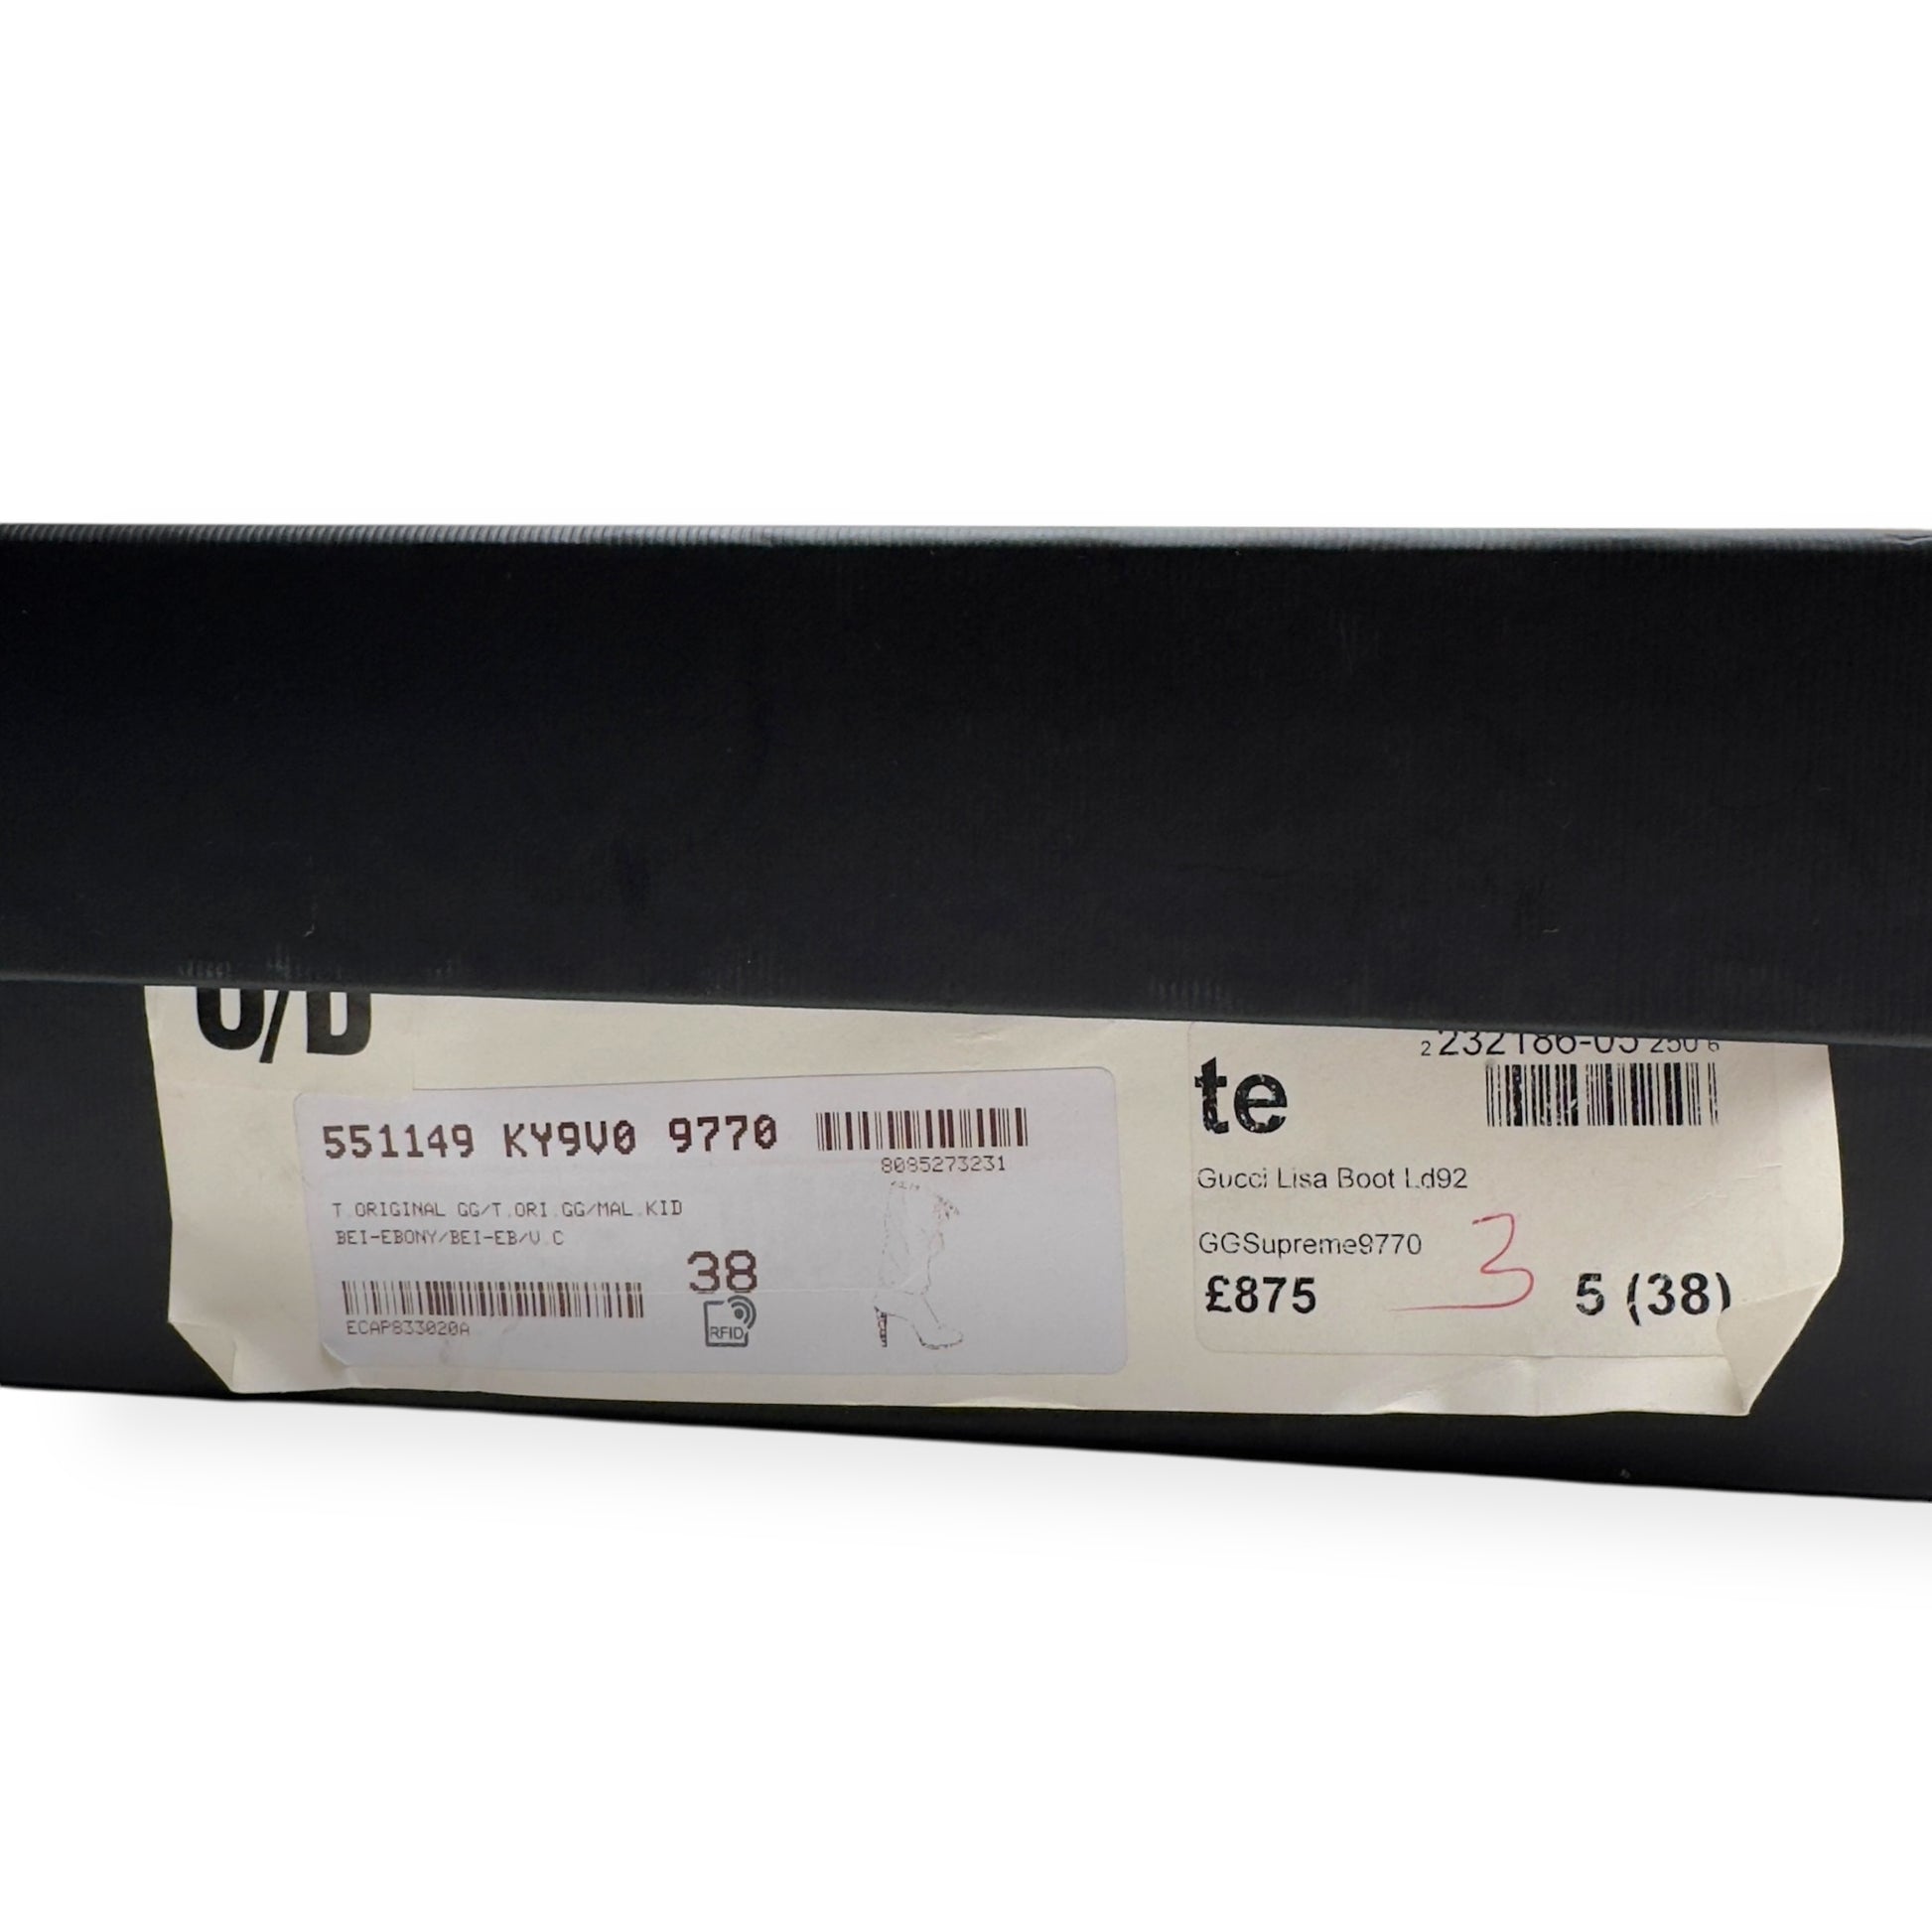 551149 KY9V0 9770
8085273231
T.ORIGINAL GG/T.ORI.GG/MAL.KID
BEI-EBONY/BEI-EB/V.C
38
RFID
ECAP833020A
te
Gucci Lisa Boot Ld92
GGSupreme9770
3
£875
5 (38)